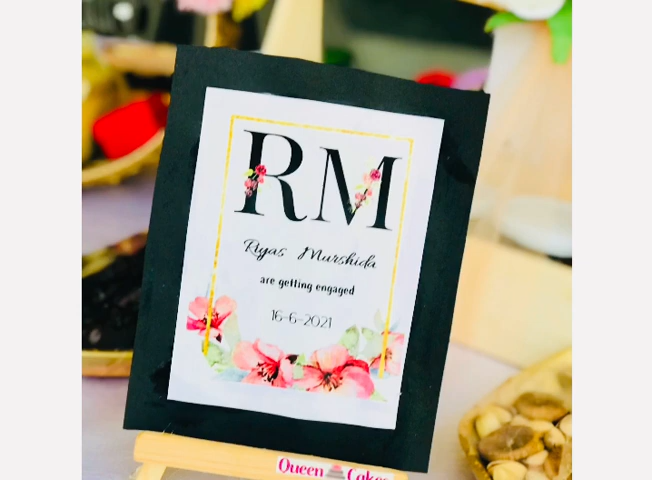 RM
Riyas Murshida
are getting engaged
16-6-2021
Queen Cakes